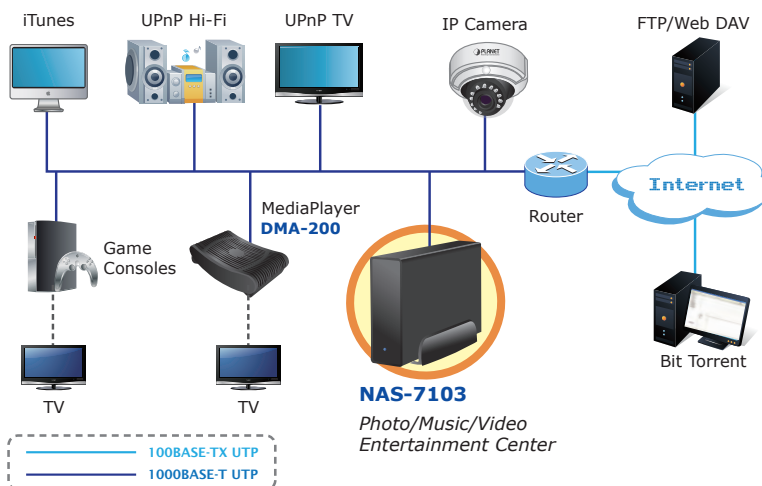 iTunes
UPnP Hi-Fi
UPnP TV
IP Camera
FTP/Web DAV
PLANET
Internet
Router
MediaPlayer
DMA-200
Game
Consoles
Bit Torrent
TV
TV
NAS-7103
Photo/Music/Video
Entertainment Center
100BASE-TX UTP
1000BASE-T UTP